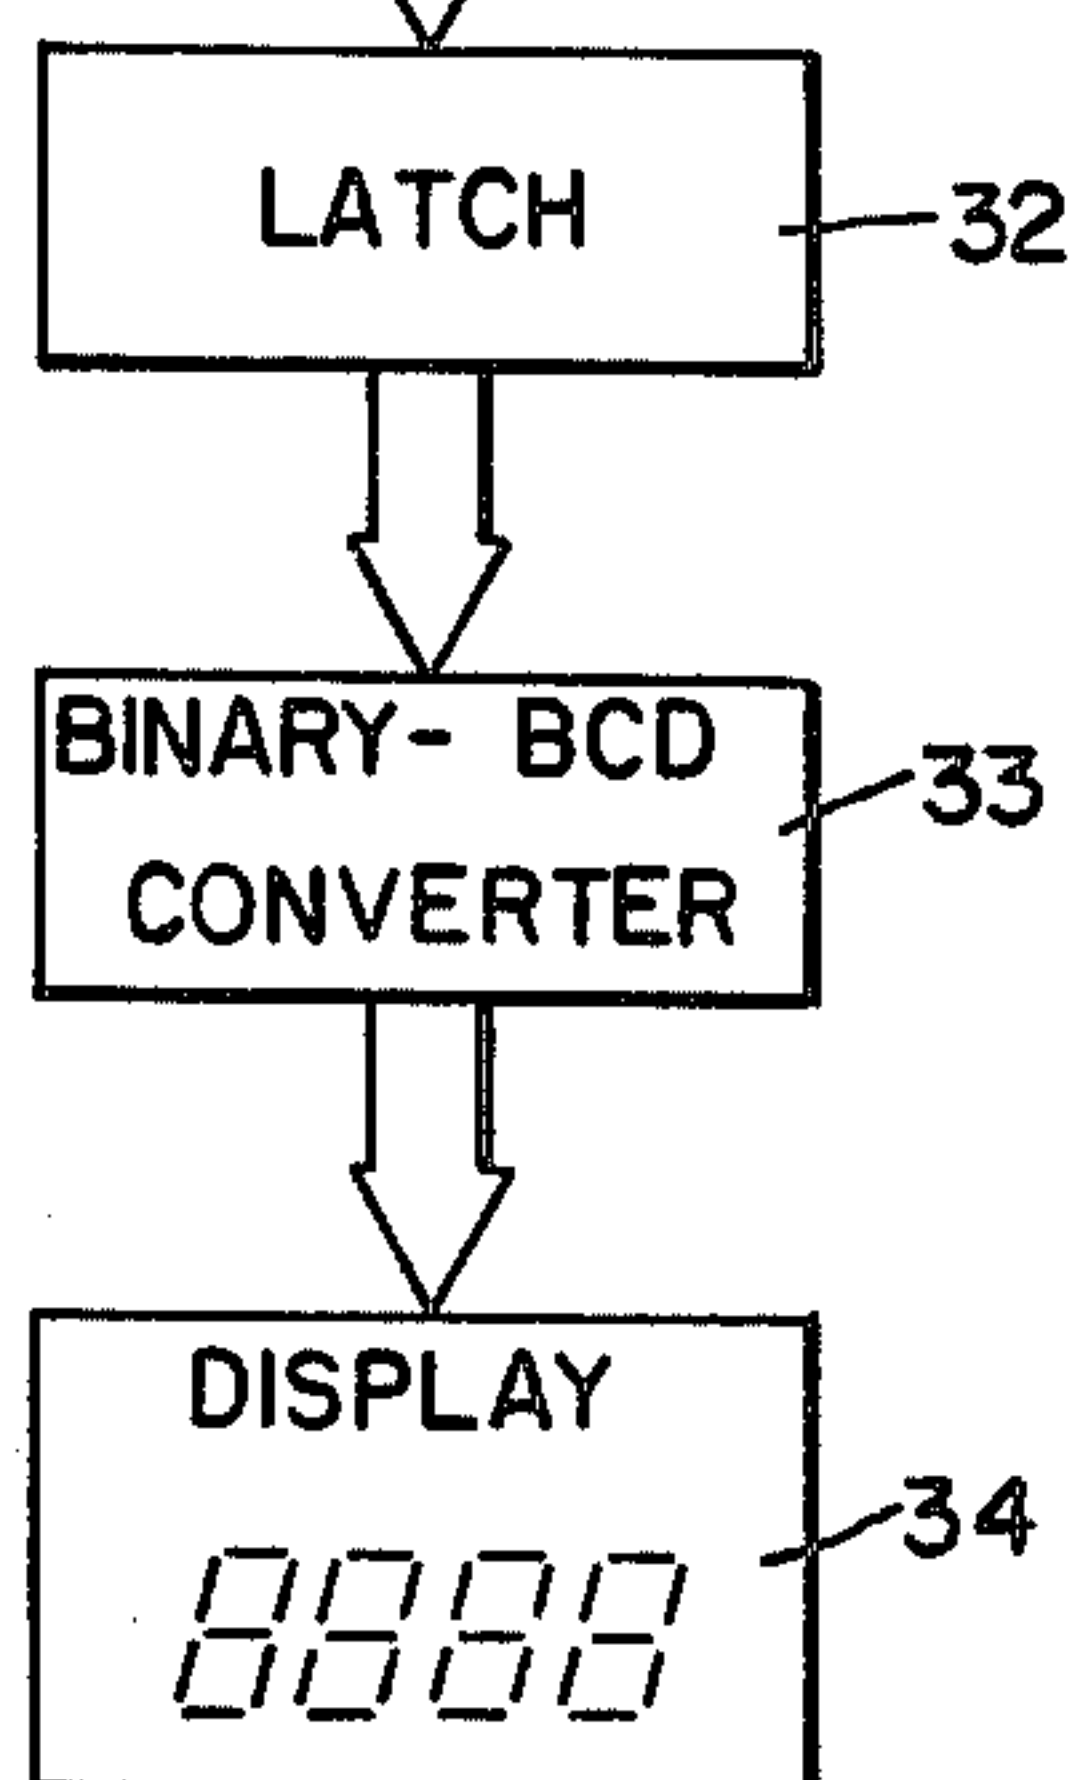 LATCH
32
BINARY- BCD
CONVERTER
33
DISPLAY
34
8888